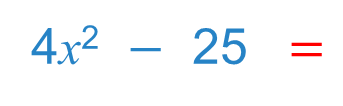 4x² – 25 =